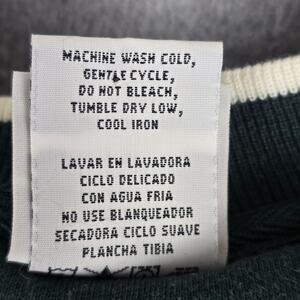 MACHINE WASH COLD,
GENTLE CYCLE,
DO NOT BLEACH,
TUMBLE DRY LOW,
COOL IRON
LAVAR EN LAVADORA
CICLO DELICADO
CON AGUA FRIA
NO USE BLANQUEADOR
SECADORA CICLO SUAVE
PLANCHA TIBIA